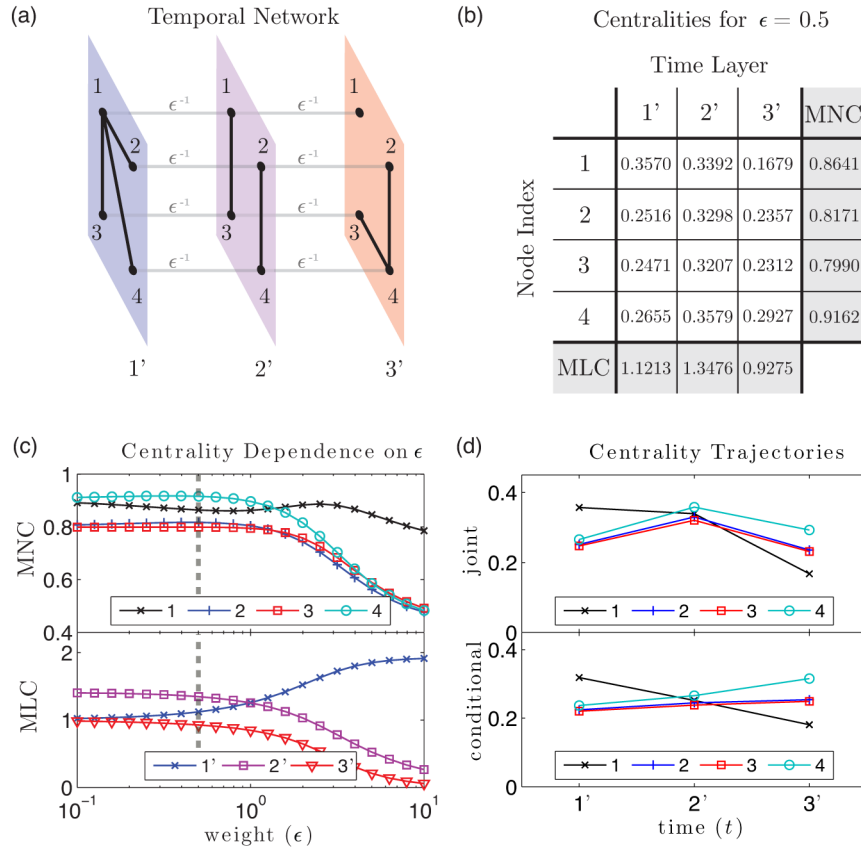 (a) Temporal Network
1
ϵ⁻¹ ϵ⁻¹
1 1
2 2 2
ϵ⁻¹ ϵ⁻¹
ϵ⁻¹ ϵ⁻¹
3 3 3
ϵ⁻¹ ϵ⁻¹
4 4 4
1' 2' 3'
(b) Centralities for ϵ = 0.5
Time Layer
1' 2' 3' MNC
Node Index
1 0.3570 0.3392 0.1679 0.8641
2 0.2516 0.3298 0.2357 0.8171
3 0.2471 0.3207 0.2312 0.7990
4 0.2655 0.3579 0.2927 0.9162
MLC 1.1213 1.3476 0.9275
(c) Centrality Dependence on ϵ
MNC
1
0.8
0.6
0.4
1 2 3 4
MLC
2
1
0
1' 2' 3'
10⁻¹ 10⁰ 10¹
weight (ϵ)
(d) Centrality Trajectories
joint
0.4
0.2
0
1 2 3 4
conditional
0.4
0.2
0
1 2 3 4
1' 2' 3'
time (t)